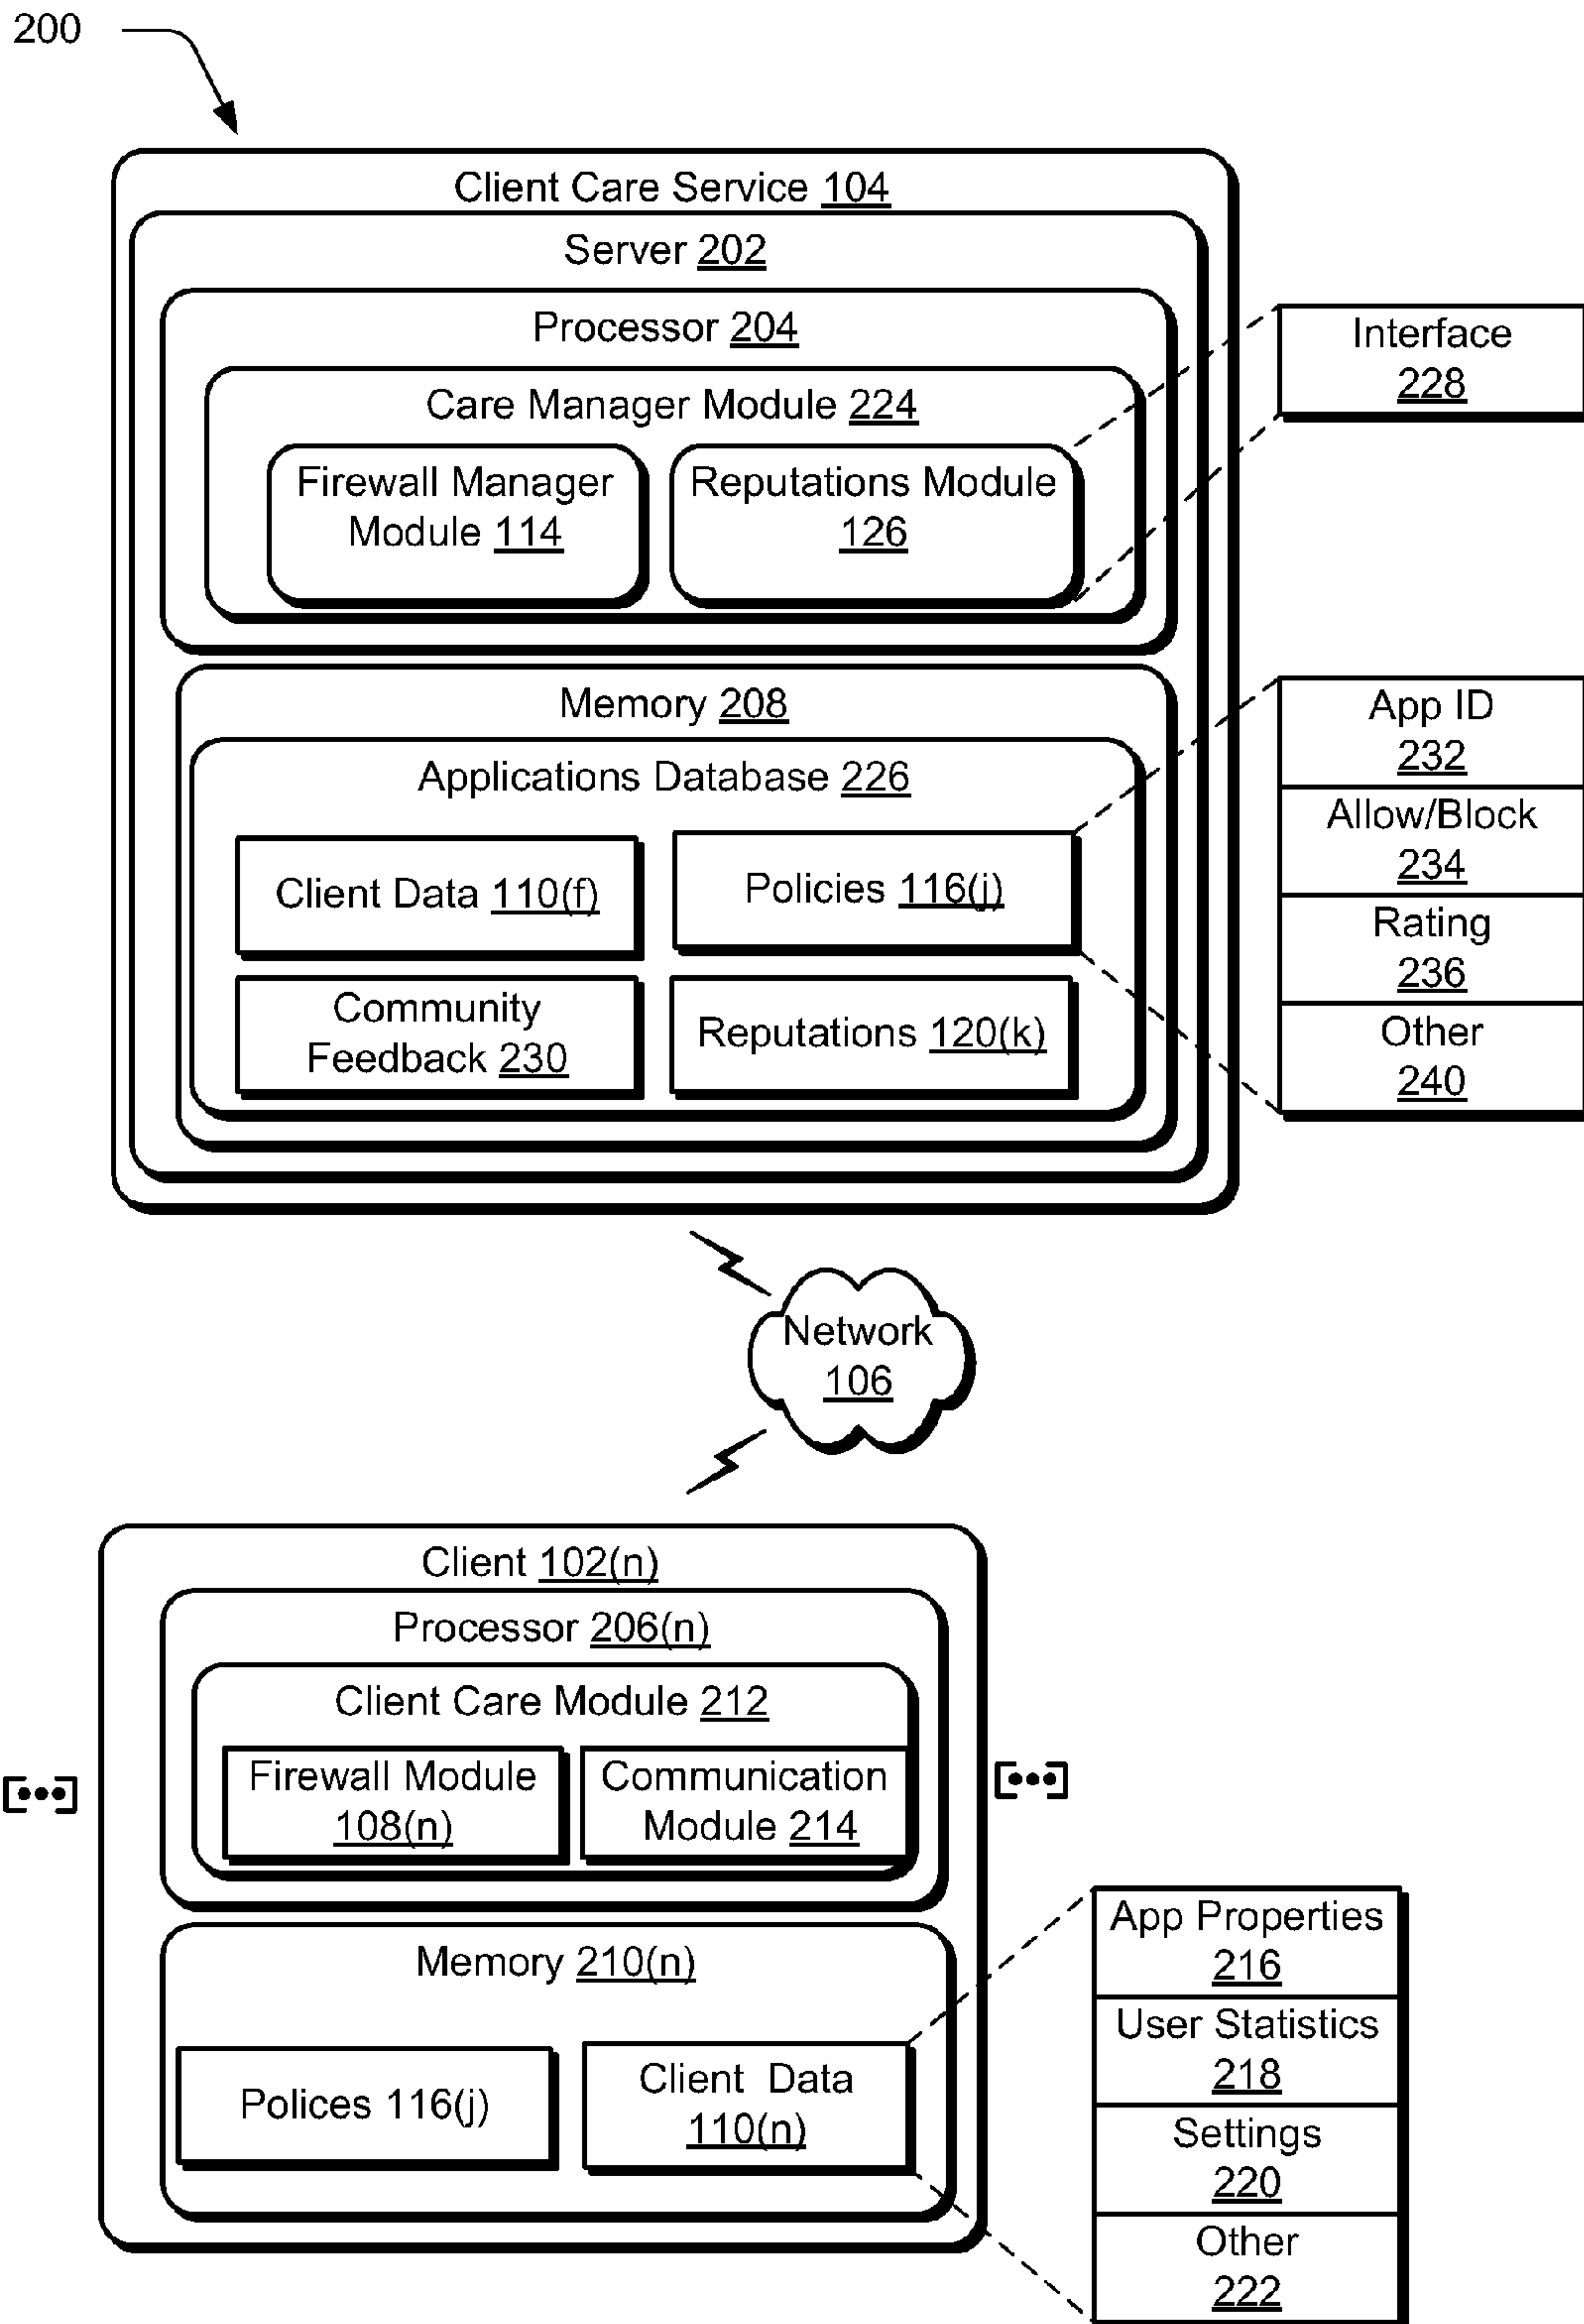 200
Client Care Service 104
Server 202
Processor 204
Care Manager Module 224
Firewall Manager
Module 114
Reputations Module
126
Interface
228
Memory 208
Applications Database 226
Client Data 110(f)
Policies 116(j)
Community
Feedback 230
Reputations 120(k)
App ID
232
Allow/Block
234
Rating
236
Other
240
Network
106
Client 102(n)
Processor 206(n)
Client Care Module 212
Firewall Module
108(n)
Communication
Module 214
[•••]
[•••]
Memory 210(n)
Polices 116(j)
Client Data
110(n)
App Properties
216
User Statistics
218
Settings
220
Other
222